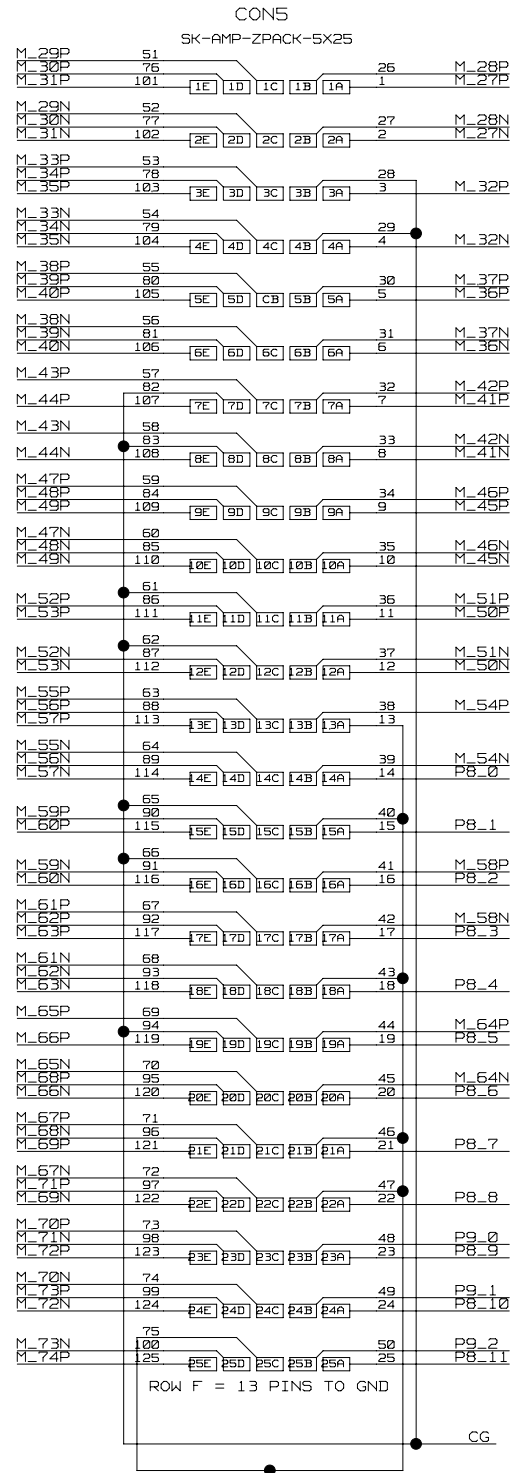 CON5
SK-AMP-ZPACK-5X25
M_29P 51
M_30P 76 26 M_28P
M_31P 101 1E 1D 1C 1B 1A 1 M_27P
M_29N 52
M_30N 77 27 M_28N
M_31N 102 2E 2D 2C 2B 2A 2 M_27N
M_33P 53
M_34P 78 28
M_35P 103 3E 3D 3C 3B 3A 3 M_32P
M_33N 54
M_34N 79 29
M_35N 104 4E 4D 4C 4B 4A 4 M_32N
M_38P 55
M_39P 80 30 M_37P
M_40P 105 5E 5D CB 5B 5A 5 M_36P
M_38N 56
M_39N 81 31 M_37N
M_40N 106 6E 6D 6C 6B 6A 6 M_36N
M_43P 57
82 32 M_42P
M_44P 107 7E 7D 7C 7B 7A 7 M_41P
M_43N 58
83 33 M_42N
M_44N 108 8E 8D 8C 8B 8A 8 M_41N
M_47P 59
M_48P 84 34 M_46P
M_49P 109 9E 9D 9C 9B 9A 9 M_45P
M_47N 60
M_48N 85 35 M_46N
M_49N 110 10E 10D 10C 10B 10A 10 M_45N
61
M_52P 86 36 M_51P
M_53P 111 11E 11D 11C 11B 11A 11 M_50P
62
M_52N 87 37 M_51N
M_53N 112 12E 12D 12C 12B 12A 12 M_50N
M_55P 63
M_56P 88 38 M_54P
M_57P 113 13E 13D 13C 13B 13A 13
M_55N 64
M_56N 89 39 M_54N
M_57N 114 14E 14D 14C 14B 14A 14 P8_0
65
M_59P 90 40
M_60P 115 15E 15D 15C 15B 15A 15 P8_1
66
M_59N 91 41 M_58P
M_60N 116 16E 16D 16C 16B 16A 16 P8_2
M_61P 67
M_62P 92 42 M_58N
M_63P 117 17E 17D 17C 17B 17A 17 P8_3
M_61N 68
M_62N 93 43
M_63N 118 18E 18D 18C 18B 18A 18 P8_4
M_65P 69
94 44 M_64P
M_66P 119 19E 19D 19C 19B 19A 19 P8_5
M_65N 70
M_68P 95 45 M_64N
M_66N 120 20E 20D 20C 20B 20A 20 P8_6
M_67P 71
M_68N 96 46
M_69P 121 21E 21D 21C 21B 21A 21 P8_7
M_67N 72
M_71P 97 47
M_69N 122 22E 22D 22C 22B 22A 22 P8_8
M_70P 73
M_71N 98 48 P9_0
M_72P 123 23E 23D 23C 23B 23A 23 P8_9
M_70N 74
M_73P 99 49 P9_1
M_72N 124 24E 24D 24C 24B 24A 24 P8_10
75
M_73N 100 50 P9_2
M_74P 125 25E 25D 25C 25B 25A 25 P8_11
ROW F = 13 PINS TO GND
CG